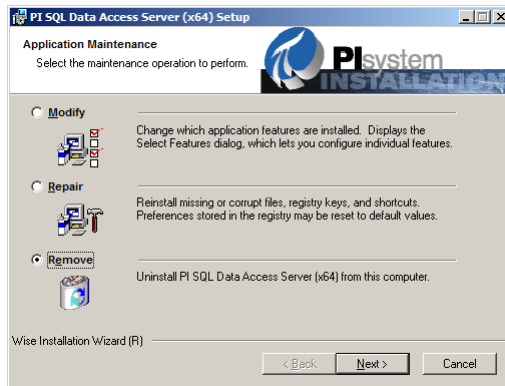 PI SQL Data Access Server (x64) Setup
Application Maintenance
Select the maintenance operation to perform.
PIsystem
INSTALLATION
Modify
Change which application features are installed. Displays the
Select Features dialog, which lets you configure individual features.
Repair
Reinstall missing or corrupt files, registry keys, and shortcuts.
Preferences stored in the registry may be reset to default values.
Remove
Uninstall PI SQL Data Access Server (x64) from this computer.
Wise Installation Wizard (R)
< Back Next > Cancel